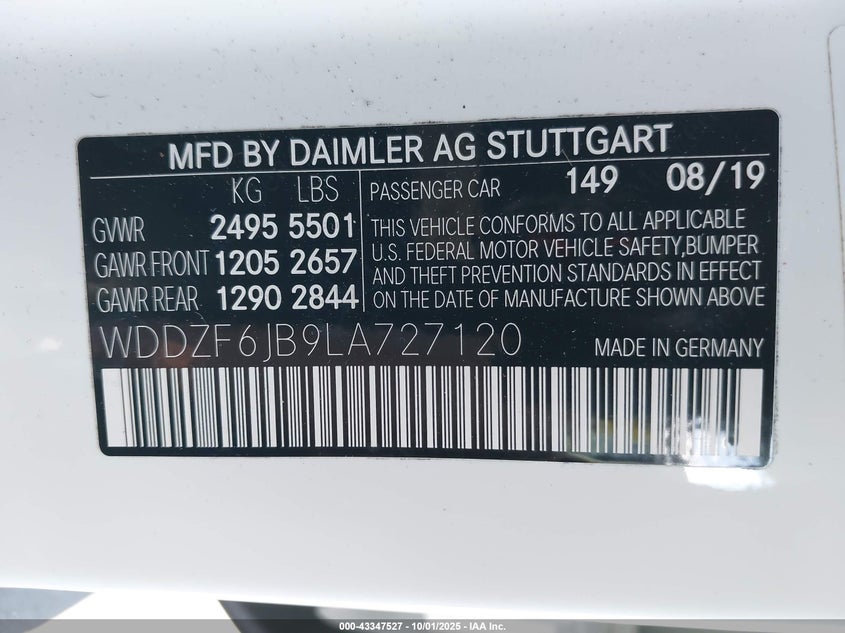 MFD BY DAIMLER AG STUTTGART
KG LBS PASSENGER CAR 149 08/19
GVWR 2495 5501 THIS VEHICLE CONFORMS TO ALL APPLICABLE
GAWR FRONT 1205 2657 U.S. FEDERAL MOTOR VEHICLE SAFETY,BUMPER
AND THEFT PREVENTION STANDARDS IN EFFECT
GAWR REAR 1290 2844 ON THE DATE OF MANUFACTURE SHOWN ABOVE
WDDZF6JB9LA727120 MADE IN GERMANY
000-43347527 - 10/01/2025 - IAA Inc.